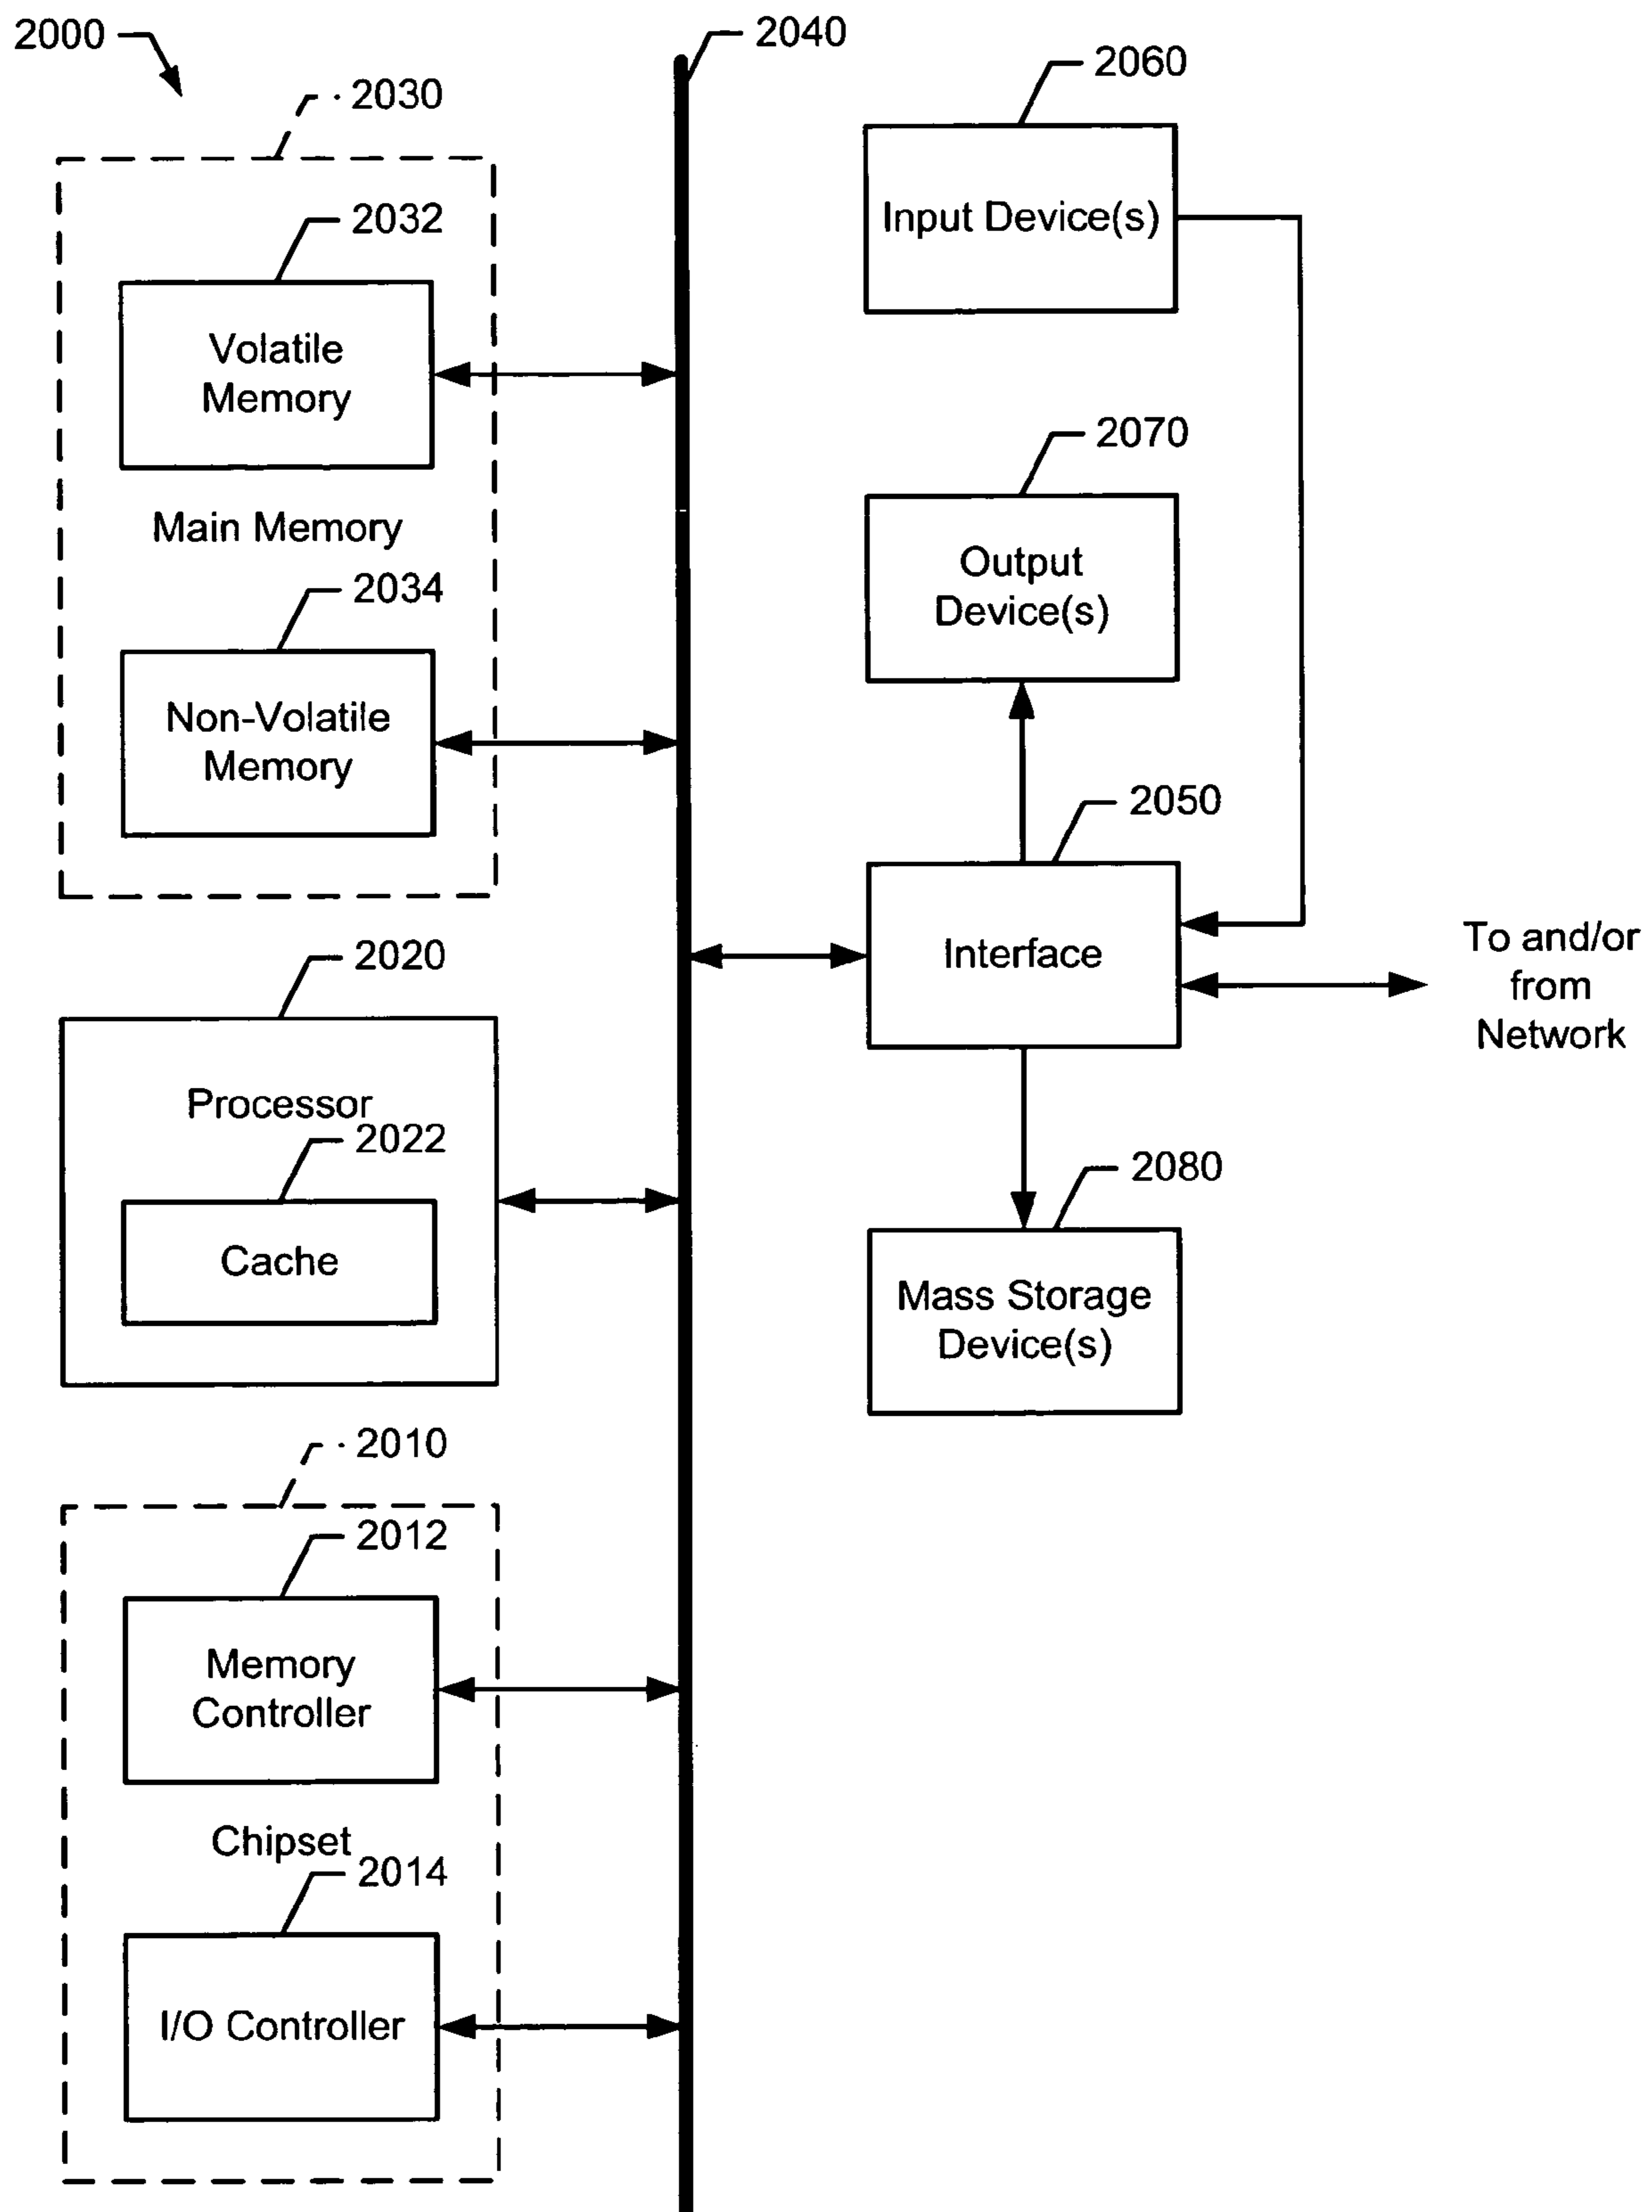 2000
2040
2030
2060
2032
Input Device(s)
Volatile
Memory
2070
Main Memory
Output
Device(s)
2034
Non-Volatile
Memory
2050
Interface
To and/or
from
Network
2020
Processor
2022
Cache
2080
Mass Storage
Device(s)
2010
2012
Memory
Controller
Chipset
2014
I/O Controller